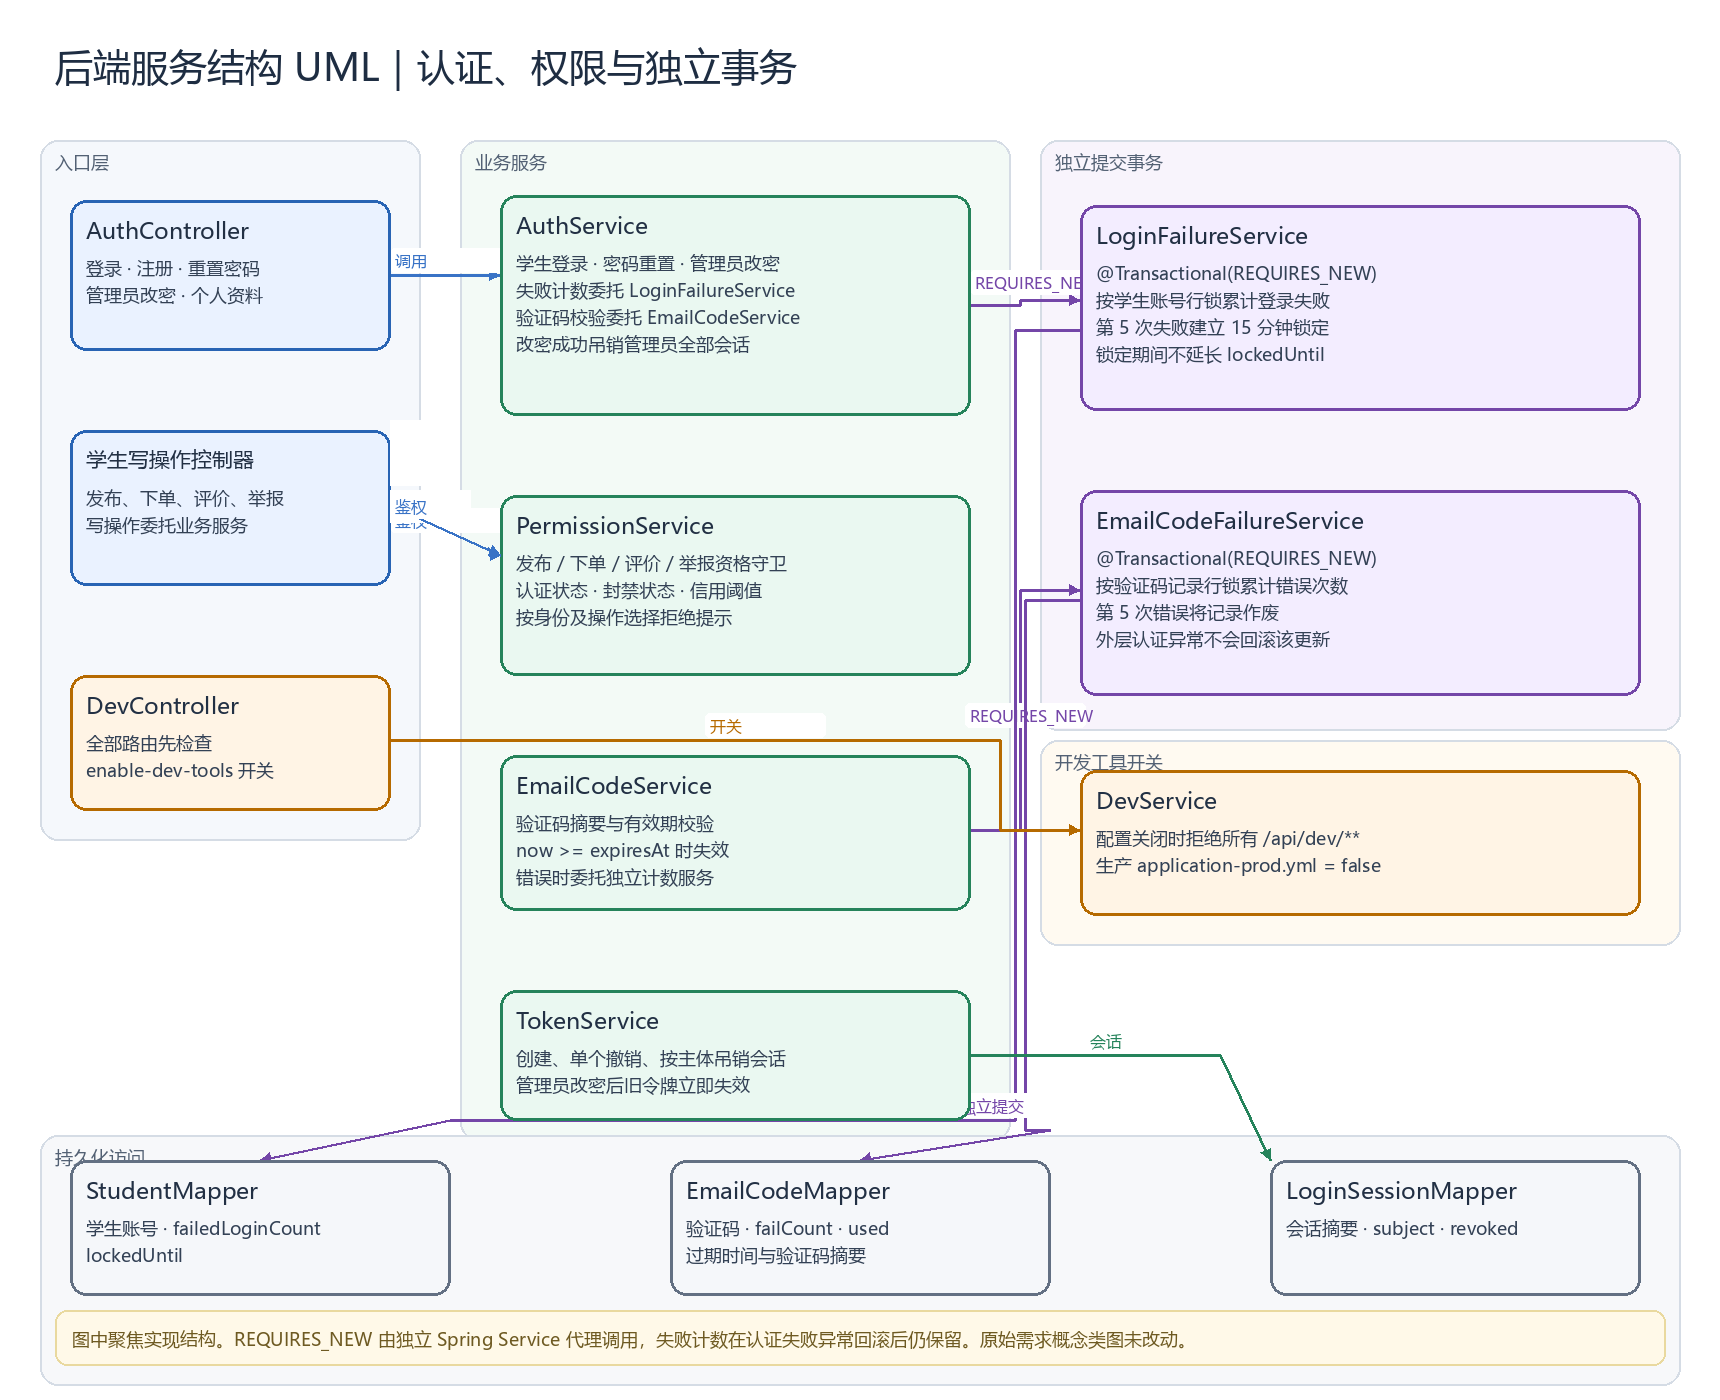 后端服务结构 UML | 认证、权限与独立事务
入口层
AuthController
登录 · 注册 · 重置密码
管理员改密 · 个人资料
学生写操作控制器
发布、下单、评价、举报
写操作委托业务服务
DevController
全部路由先检查
enable-dev-tools 开关
调用
鉴权
业务服务
AuthService
学生登录 · 密码重置 · 管理员改密
失败计数委托 LoginFailureService
验证码校验委托 EmailCodeService
改密成功吊销管理员全部会话
PermissionService
发布 / 下单 / 评价 / 举报资格守卫
认证状态 · 封禁状态 · 信用阈值
按身份及操作选择拒绝提示
开关
EmailCodeService
验证码摘要与有效期校验
now >= expiresAt 时失效
错误时委托独立计数服务
TokenService
创建、单个撤销、按主体吊销会话
管理员改密后旧令牌立即失效
REQUIRES_NE
REQUIRES_NEW
独立提交事务
LoginFailureService
@Transactional(REQUIRES_NEW)
按学生账号行锁累计登录失败
第 5 次失败建立 15 分钟锁定
锁定期间不延长 lockedUntil
EmailCodeFailureService
@Transactional(REQUIRES_NEW)
按验证码记录行锁累计错误次数
第 5 次错误将记录作废
外层认证异常不会回滚该更新
开发工具开关
DevService
配置关闭时拒绝所有 /api/dev/**
生产 application-prod.yml = false
会话
独立提交
持久化访问
StudentMapper
学生账号 · failedLoginCount
lockedUntil
EmailCodeMapper
验证码 · failCount · used
过期时间与验证码摘要
LoginSessionMapper
会话摘要 · subject · revoked
图中聚焦实现结构。REQUIRES_NEW 由独立 Spring Service 代理调用，失败计数在认证失败异常回滚后仍保留。原始需求概念类图未改动。